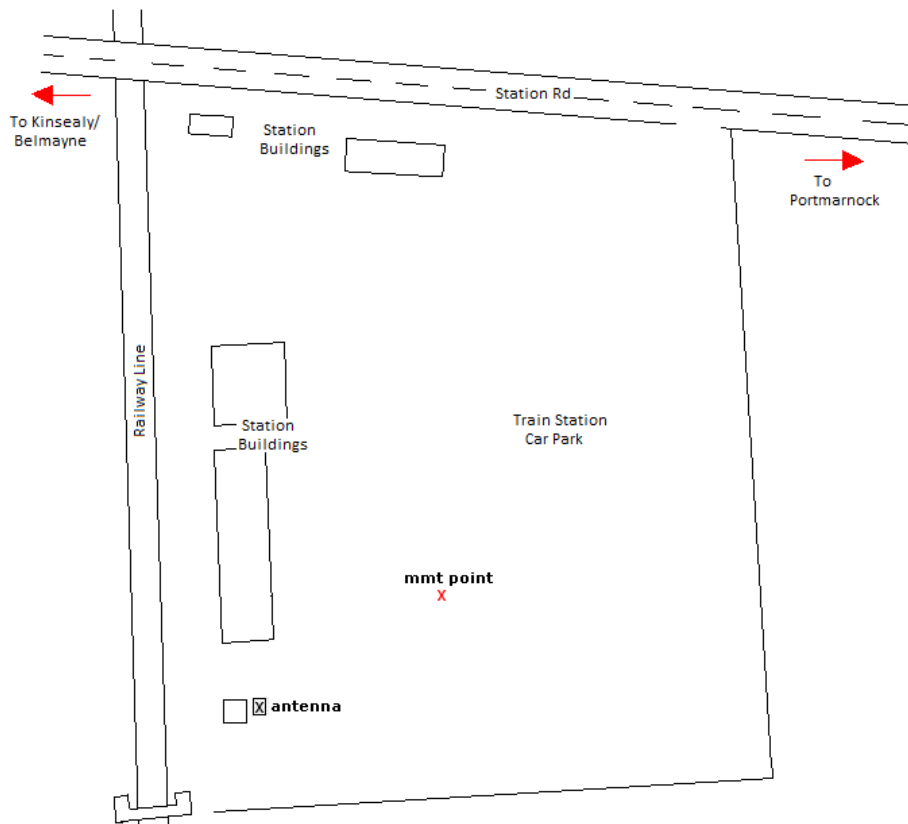 Station Rd
To Kinsealy/
Belmayne
Station
Buildings
To
Portmarnock
Railway Line
Station
Buildings
Train Station
Car Park
mmt point
X
X antenna